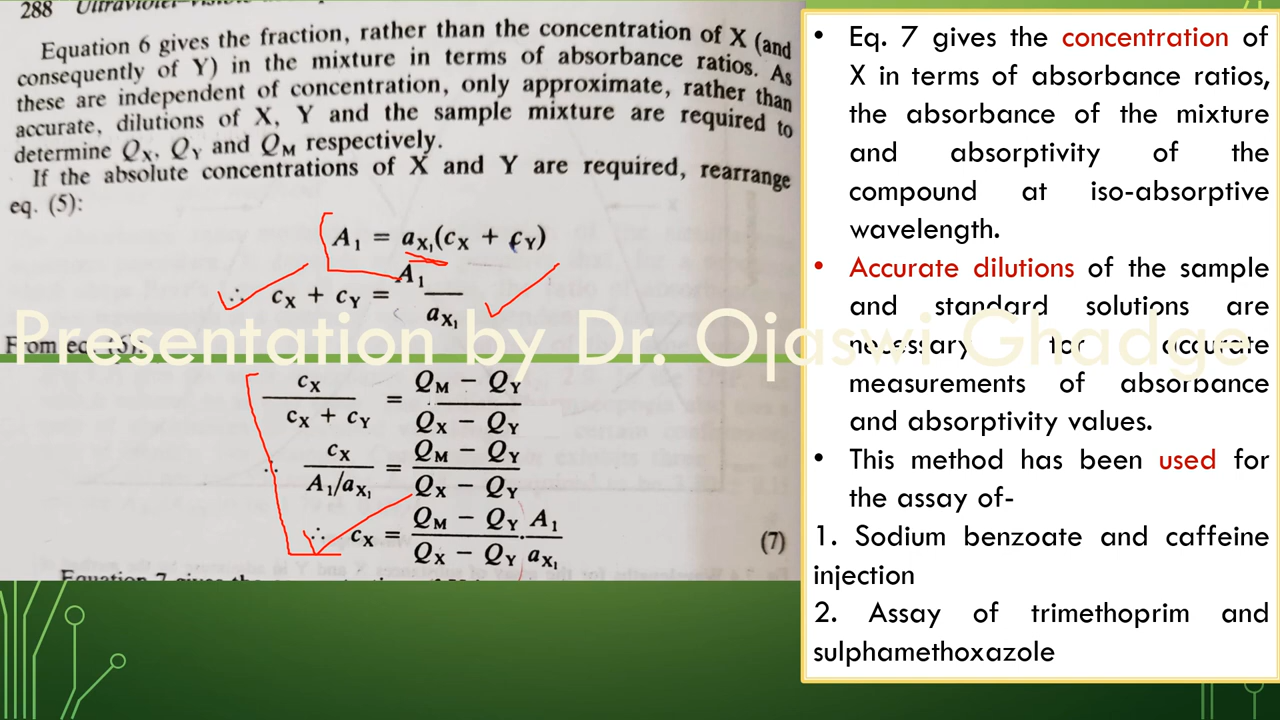 288 Ultraviolet-visible
Equation 6 gives the fraction, rather than the concentration of X (and
consequently of Y) in the mixture in terms of absorbance ratios. As
these are independent of concentration, only approximate, rather than
accurate, dilutions of X, Y and the sample mixture are required to
determine Q_X, Q_Y and Q_M respectively.
If the absolute concentrations of X and Y are required, rearrange
eq. (5):
A₁ = a_X₁(c_X + c_Y)
∴ c_X + c_Y = A₁ / a_X₁
From eq. (6):
c_X / (c_X + c_Y) = (Q_M − Q_Y) / (Q_X − Q_Y)
∴ c_X / (A₁/a_X₁) = (Q_M − Q_Y) / (Q_X − Q_Y)
∴ c_X = (Q_M − Q_Y) / (Q_X − Q_Y) · A₁ / a_X₁ (7)
Equation 7 gives the
Presentation by Dr. Ojaswi Ghadge
• Eq. 7 gives the concentration of
X in terms of absorbance ratios,
the absorbance of the mixture
and absorptivity of the
compound at iso-absorptive
wavelength.
• Accurate dilutions of the sample
and standard solutions are
necessary for accurate
measurements of absorbance
and absorptivity values.
• This method has been used for
the assay of-
1. Sodium benzoate and caffeine
injection
2. Assay of trimethoprim and
sulphamethoxazole